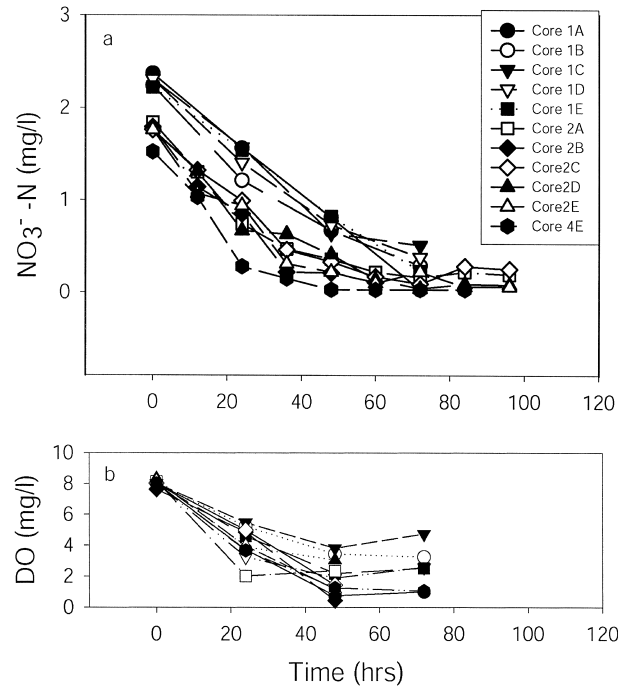 3
2
1
0
a
NO3⁻ -N (mg/l)
Core 1A
Core 1B
Core 1C
Core 1D
Core 1E
Core 2A
Core 2B
Core2C
Core2D
Core2E
Core 4E
0 20 40 60 80 100 120
10
8
6
4
2
0
b
DO (mg/l)
0 20 40 60 80 100 120
Time (hrs)